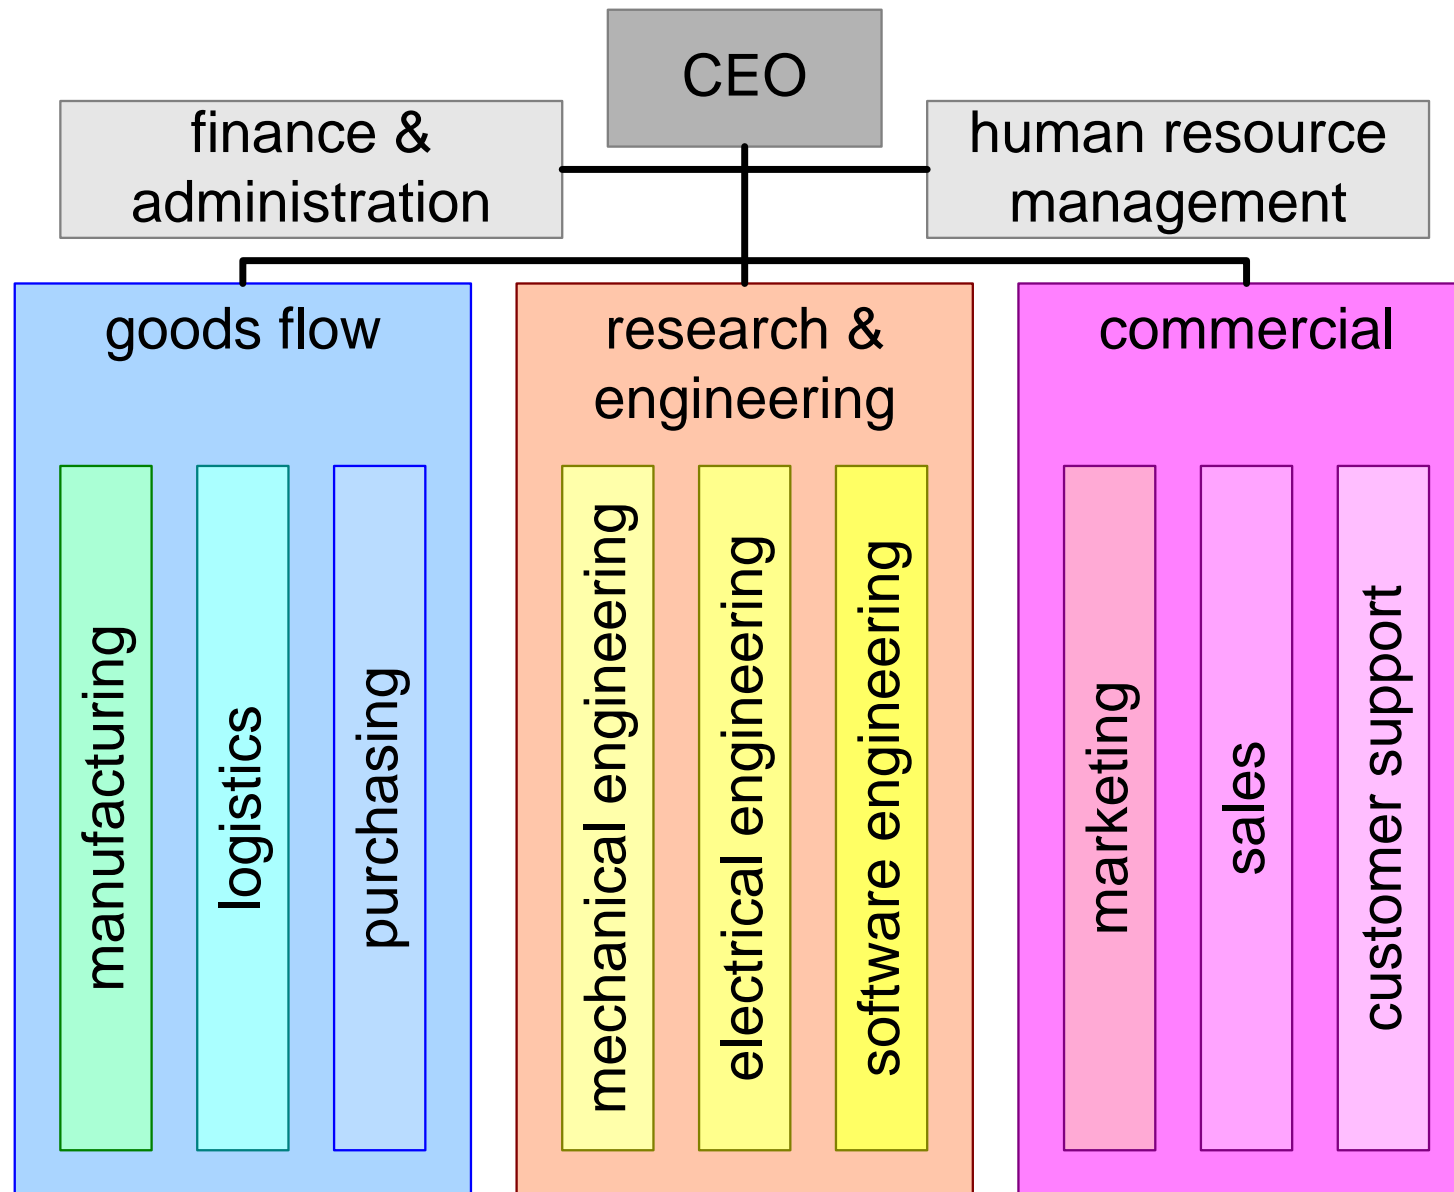 CEO
finance &
administration
human resource
management
goods flow
research &
engineering
commercial
manufacturing
logistics
purchasing
mechanical engineering
electrical engineering
software engineering
marketing
sales
customer support